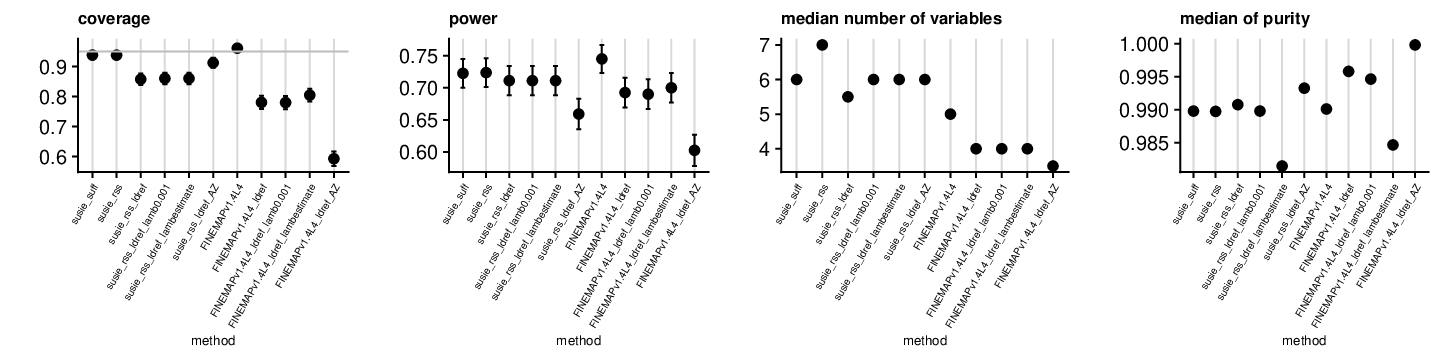 coverage
0.9
0.8
0.7
0.6
susie_suff
susie_rss
susie_rss_ldref
susie_rss_ldref_lamb0.001
susie_rss_ldref_lambestimate
susie_rss_ldref_AZ
FINEMAPv1.4L4
FINEMAPv1.4L4_ldref
FINEMAPv1.4L4_ldref_lamb0.001
FINEMAPv1.4L4_ldref_lambestimate
FINEMAPv1.4L4_ldref_AZ
method
power
0.75
0.70
0.65
0.60
susie_suff
susie_rss
susie_rss_ldref
susie_rss_ldref_lamb0.001
susie_rss_ldref_lambestimate
susie_rss_ldref_AZ
FINEMAPv1.4L4
FINEMAPv1.4L4_ldref
FINEMAPv1.4L4_ldref_lamb0.001
FINEMAPv1.4L4_ldref_lambestimate
FINEMAPv1.4L4_ldref_AZ
method
median number of variables
7
6
5
4
susie_suff
susie_rss
susie_rss_ldref
susie_rss_ldref_lamb0.001
susie_rss_ldref_lambestimate
susie_rss_ldref_AZ
FINEMAPv1.4L4
FINEMAPv1.4L4_ldref
FINEMAPv1.4L4_ldref_lamb0.001
FINEMAPv1.4L4_ldref_lambestimate
FINEMAPv1.4L4_ldref_AZ
method
median of purity
1.000
0.995
0.990
0.985
susie_suff
susie_rss
susie_rss_ldref
susie_rss_ldref_lamb0.001
susie_rss_ldref_lambestimate
susie_rss_ldref_AZ
FINEMAPv1.4L4
FINEMAPv1.4L4_ldref
FINEMAPv1.4L4_ldref_lamb0.001
FINEMAPv1.4L4_ldref_lambestimate
FINEMAPv1.4L4_ldref_AZ
method